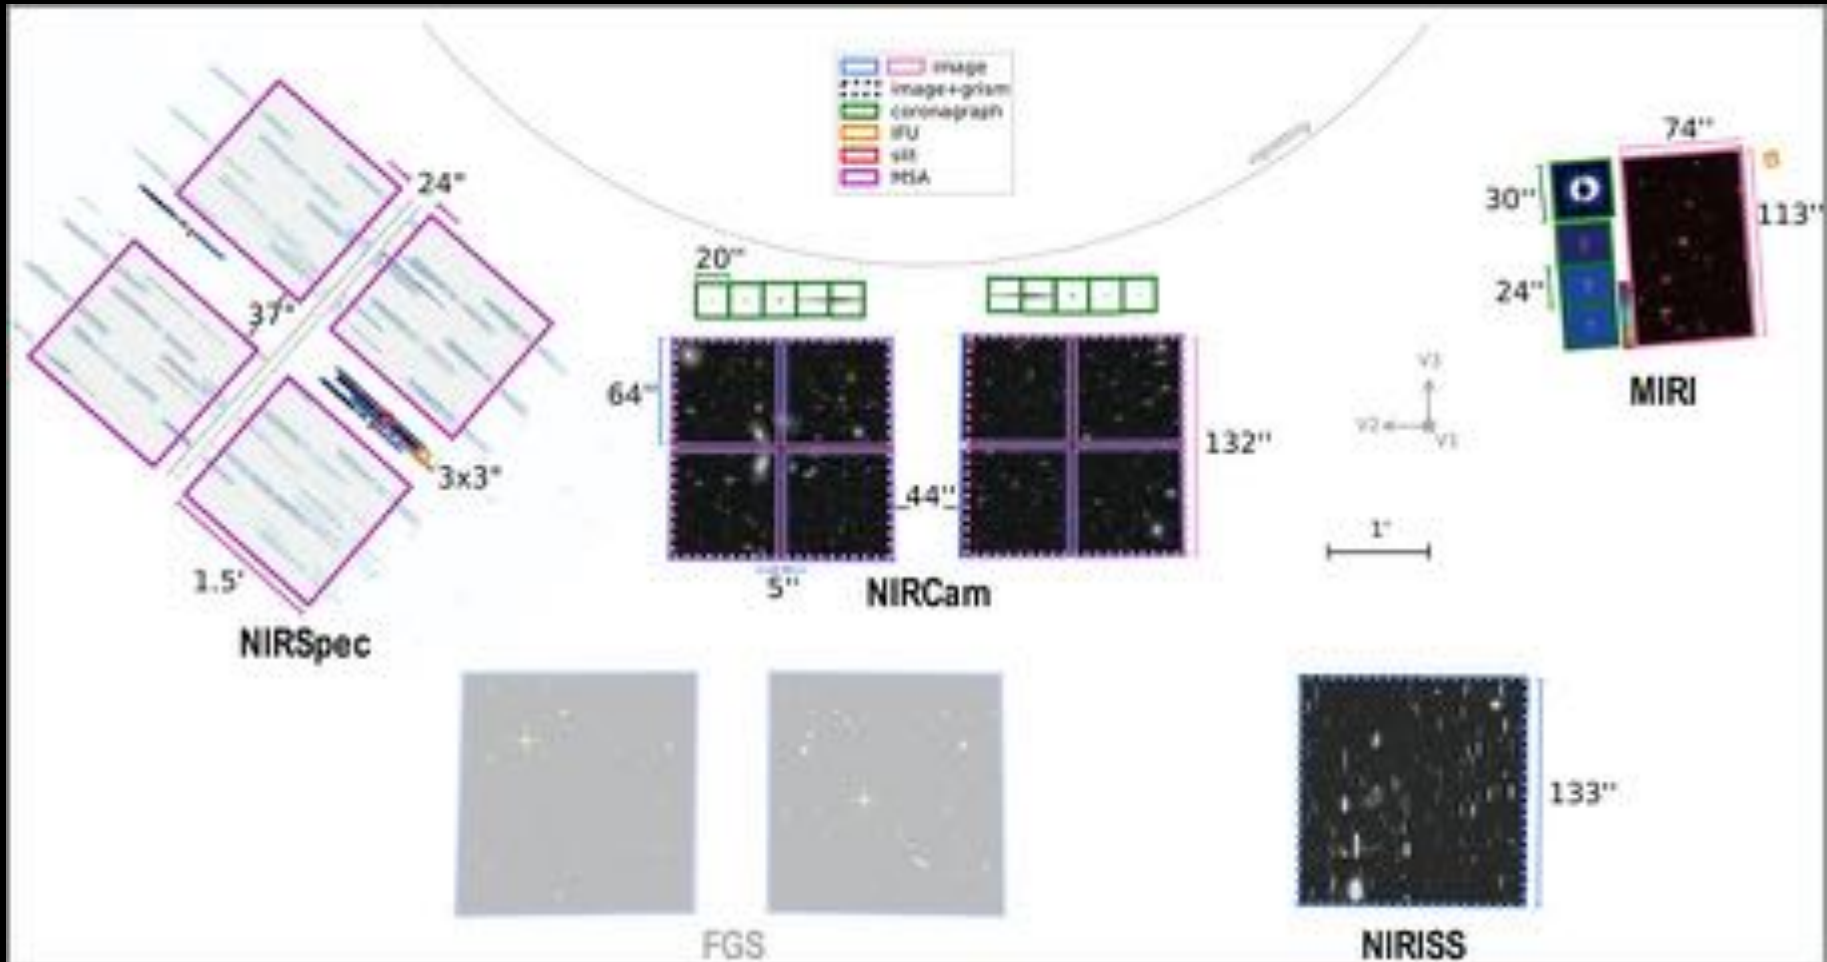 image
image+grism
coronagraph
IFU
slit
MSA
24"
37"
3x3"
1.5'
NIRSpec
20"
64"
44"
132"
5"
NIRCam
74"
30"
113"
24"
MIRI
V3
V2
V1
1'
FGS
133"
NIRISS